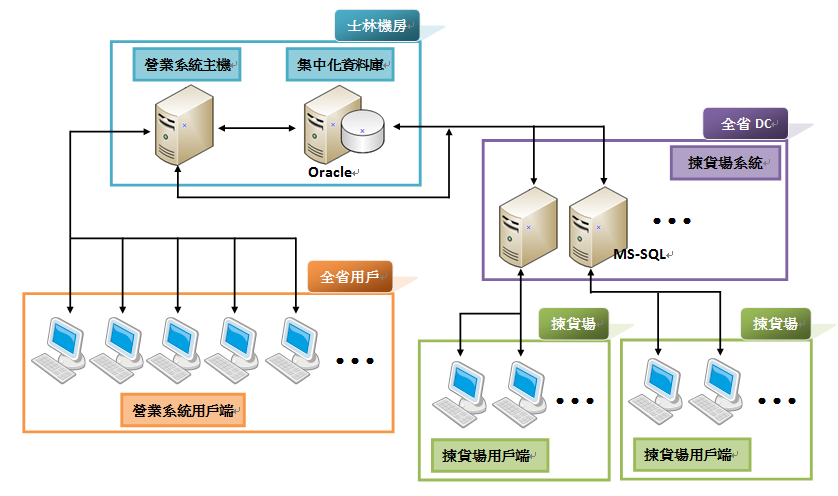 士林機房
營業系統主機
集中化資料庫
Oracle
全省 DC
揀貨場系統
MS-SQL
全省用戶
營業系統用戶端
揀貨場
揀貨場用戶端
揀貨場
揀貨場用戶端